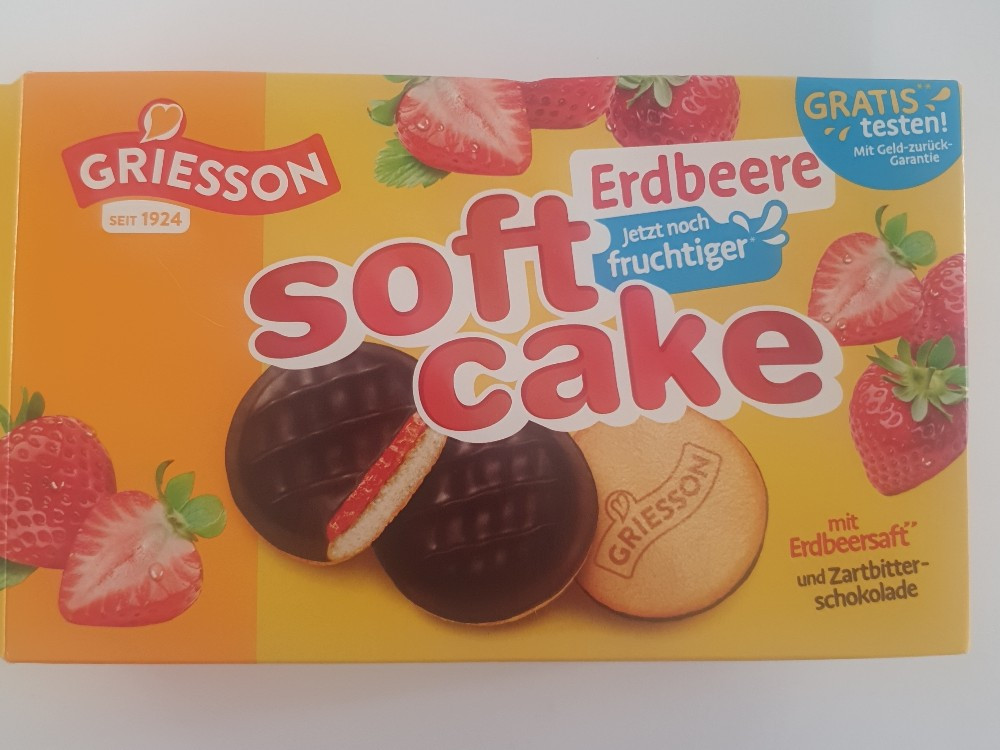 GRIESSON
SEIT 1924
GRATIS**
testen!
Mit Geld-zurück-
Garantie
Erdbeere
Jetzt noch
fruchtiger*
soft
cake
GRIESSON
mit
Erdbeersaft**
und Zartbitter-
schokolade